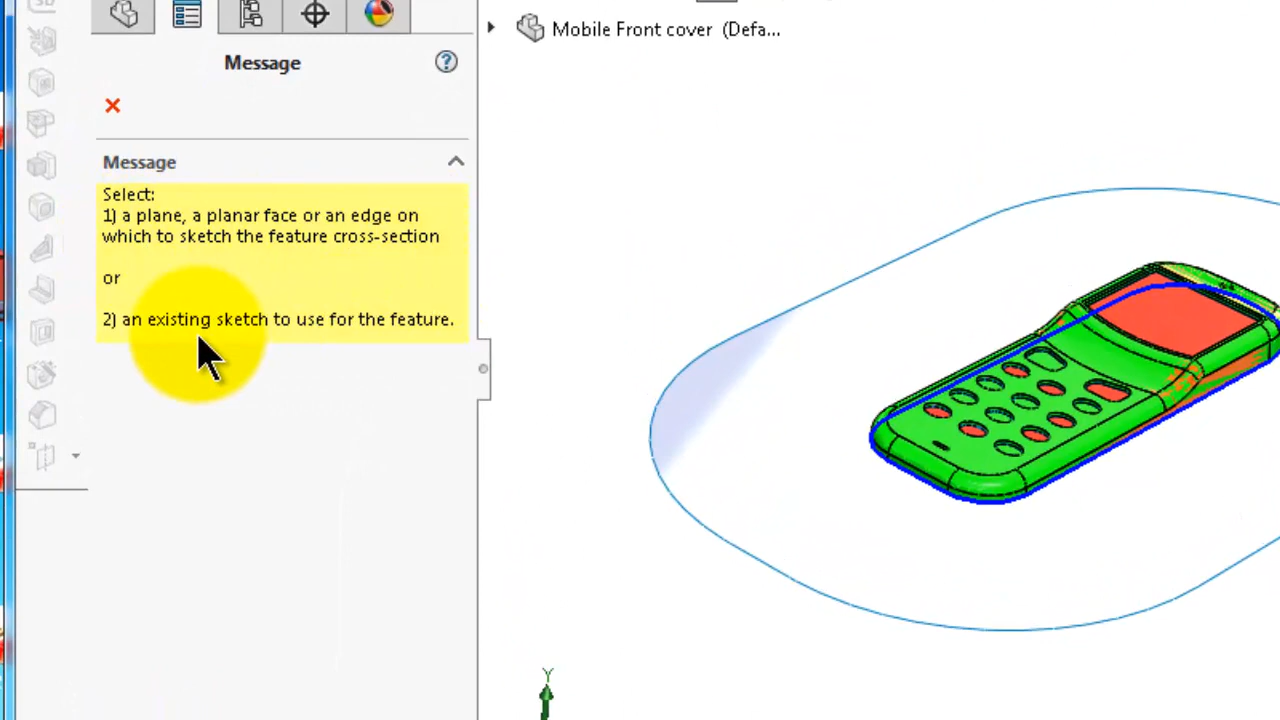 Mobile Front cover (Defa...
Message
Message
Select:
1) a plane, a planar face or an edge on
which to sketch the feature cross-section
or
2) an existing sketch to use for the feature.
Y